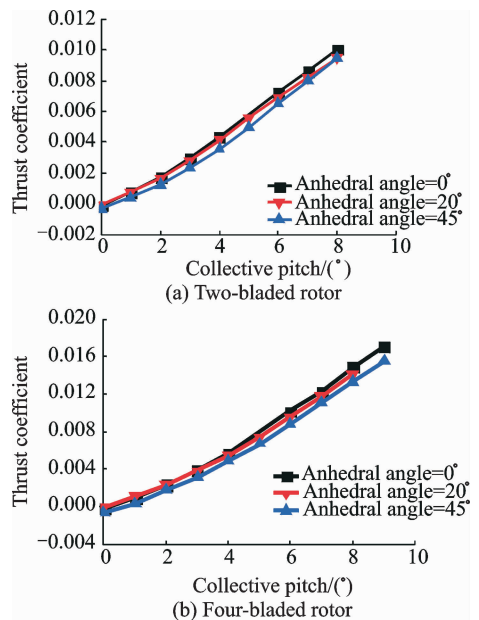 0.012
0.010
0.008
0.006
0.004
0.002
0.000
−0.002
Thrust coefficient
Anhedral angle=0°
Anhedral angle=20°
Anhedral angle=45°
0 2 4 6 8 10
Collective pitch/(°)
(a) Two-bladed rotor
0.020
0.016
0.012
0.008
0.004
0.000
−0.004
Thrust coefficient
Anhedral angle=0°
Anhedral angle=20°
Anhedral angle=45°
0 2 4 6 8 10
Collective pitch/(°)
(b) Four-bladed rotor